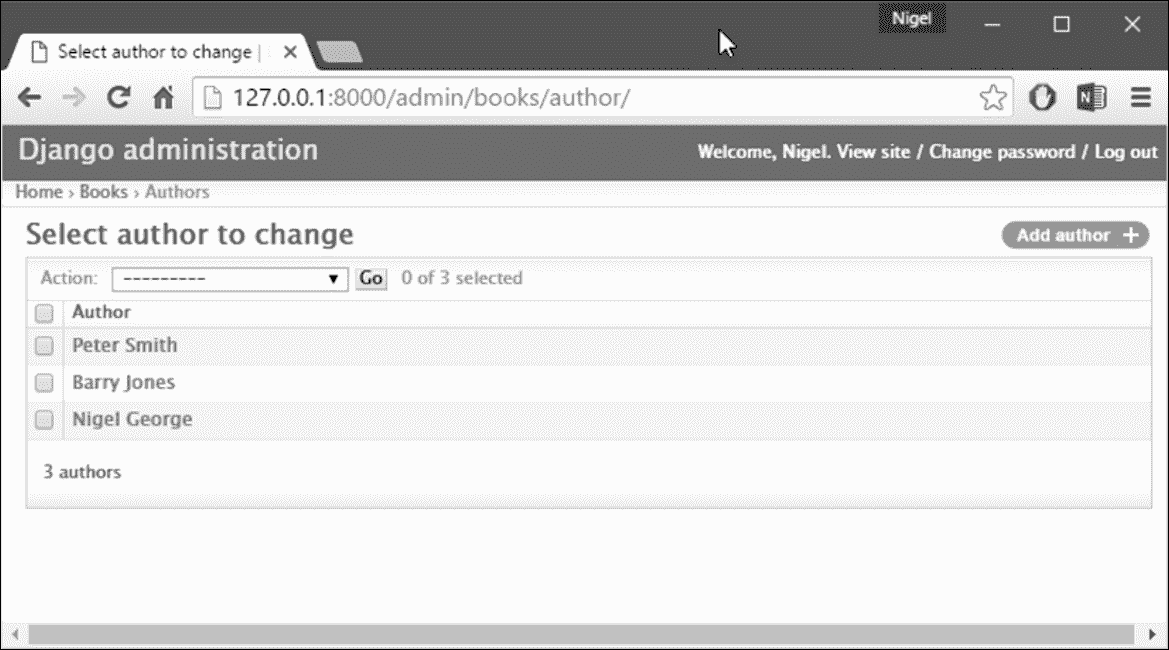 Nigel
Select author to change |
127.0.0.1:8000/admin/books/author/
N
Django administration
Welcome, Nigel. View site / Change password / Log out
Home › Books › Authors
Select author to change
Add author +
Action: --------- Go 0 of 3 selected
Author
Peter Smith
Barry Jones
Nigel George
3 authors